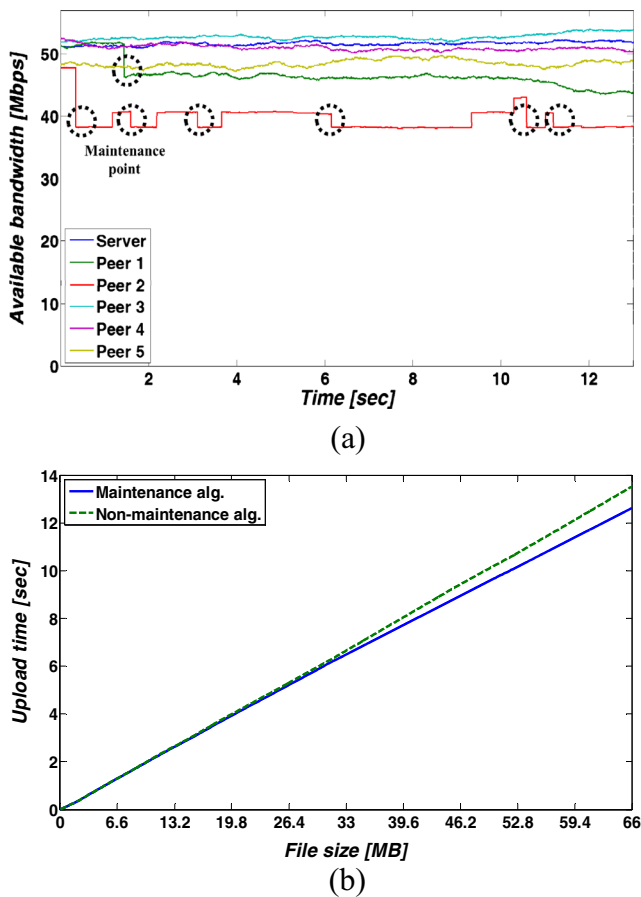 Available bandwidth [Mbps]
50
40
30
20
10
0
Maintenance
point
Server
Peer 1
Peer 2
Peer 3
Peer 4
Peer 5
2
4
6
8
10
12
Time [sec]
(a)
Upload time [sec]
14
12
10
8
6
4
2
0
Maintenance alg.
Non-maintenance alg.
0
6.6
13.2
19.8
26.4
33
39.6
46.2
52.8
59.4
66
File size [MB]
(b)